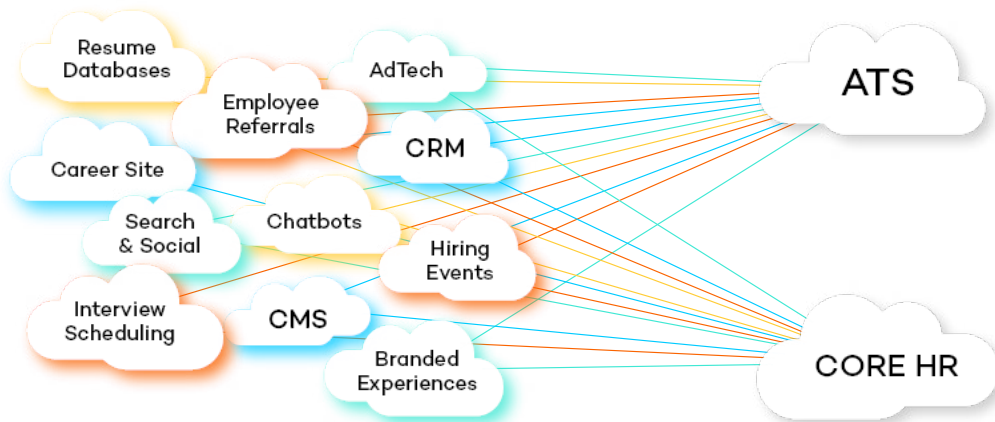 Resume
Databases
AdTech
ATS
Employee
Referrals
CRM
Career Site
Search
& Social
Chatbots
Hiring
Events
Interview
Scheduling
CMS
Branded
Experiences
CORE HR